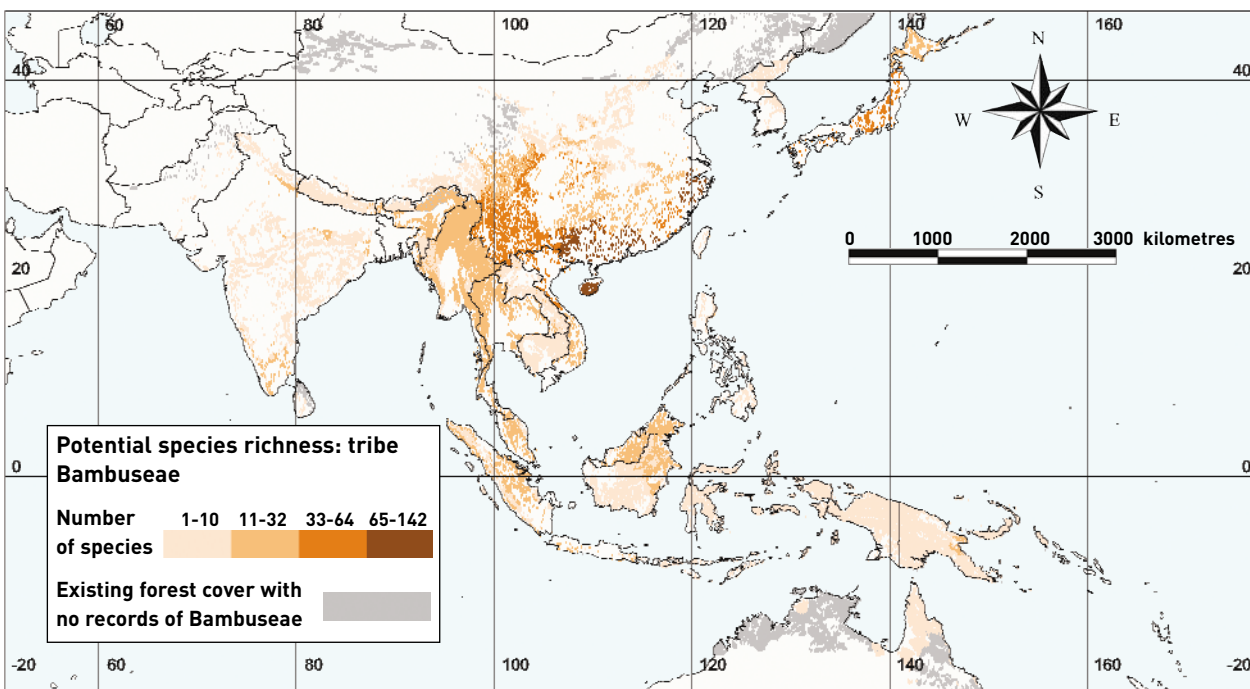 60 80 100 120 140 160
N
40 40
W E
S
0 1000 2000 3000 kilometres
20 20
Potential species richness: tribe
Bambuseae
0 0
Number 1-10 11-32 33-64 65-142
of species
Existing forest cover with
no records of Bambuseae
-20 60 80 100 120 140 160 -20